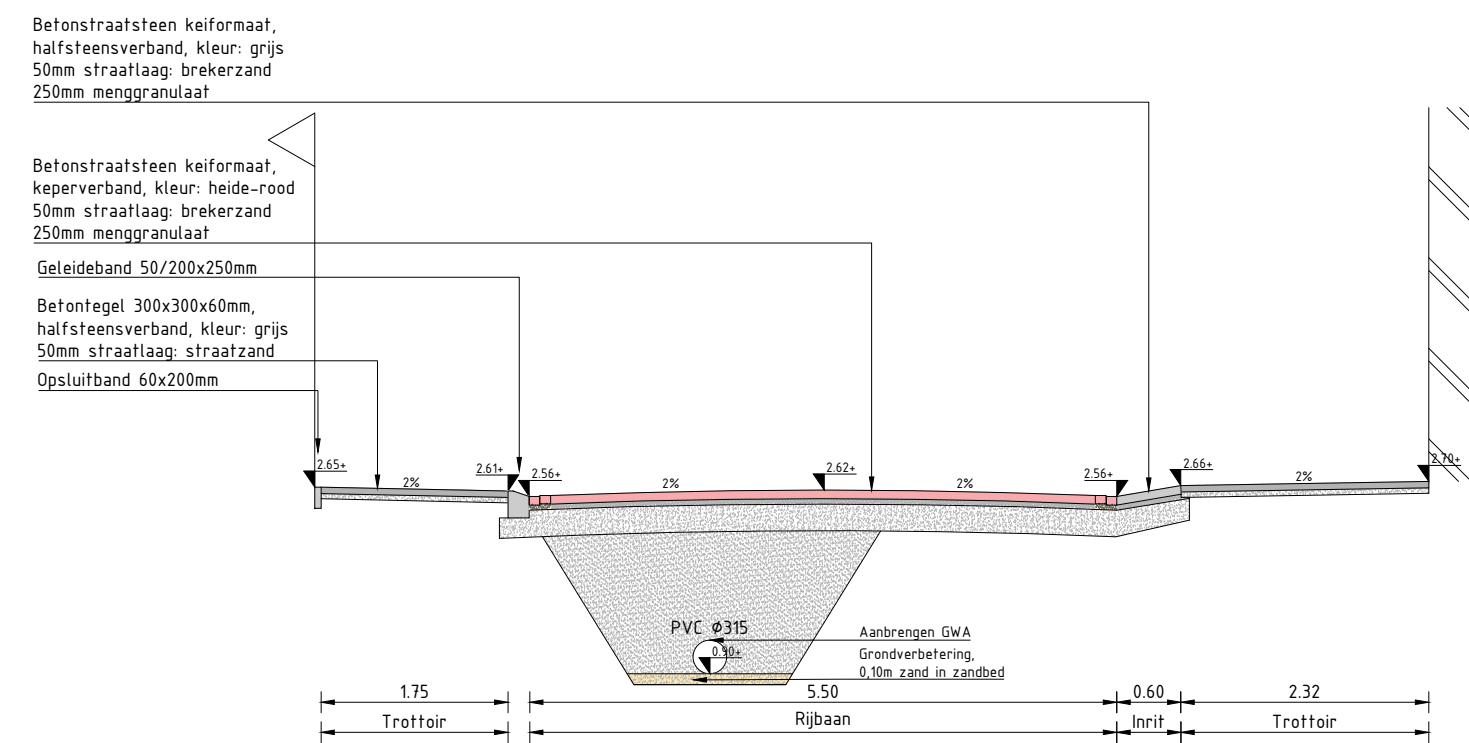 Betonstraatsteen keiformaat,
halfsteensverband, kleur: grijs
50mm straatlaag: brekerzand
250mm menggranulaat
Betonstraatsteen keiformaat,
keperverband, kleur: heide-rood
50mm straatlaag: brekerzand
250mm menggranulaat
Geleideband 50/200x250mm
Betontegel 300x300x60mm,
halfsteensverband, kleur: grijs
50mm straatlaag: straatzand
Opsluitband 60x200mm
2.65+
2%
2.61+
2.56+
2%
2.62+
2%
2.56+
2.66+
2%
2.70+
PVC ø315
0.90+
Aanbrengen GWA
Grondverbetering,
0,10m zand in zandbed
1.75
5.50
0.60
2.32
Trottoir
Rijbaan
Inrit
Trottoir